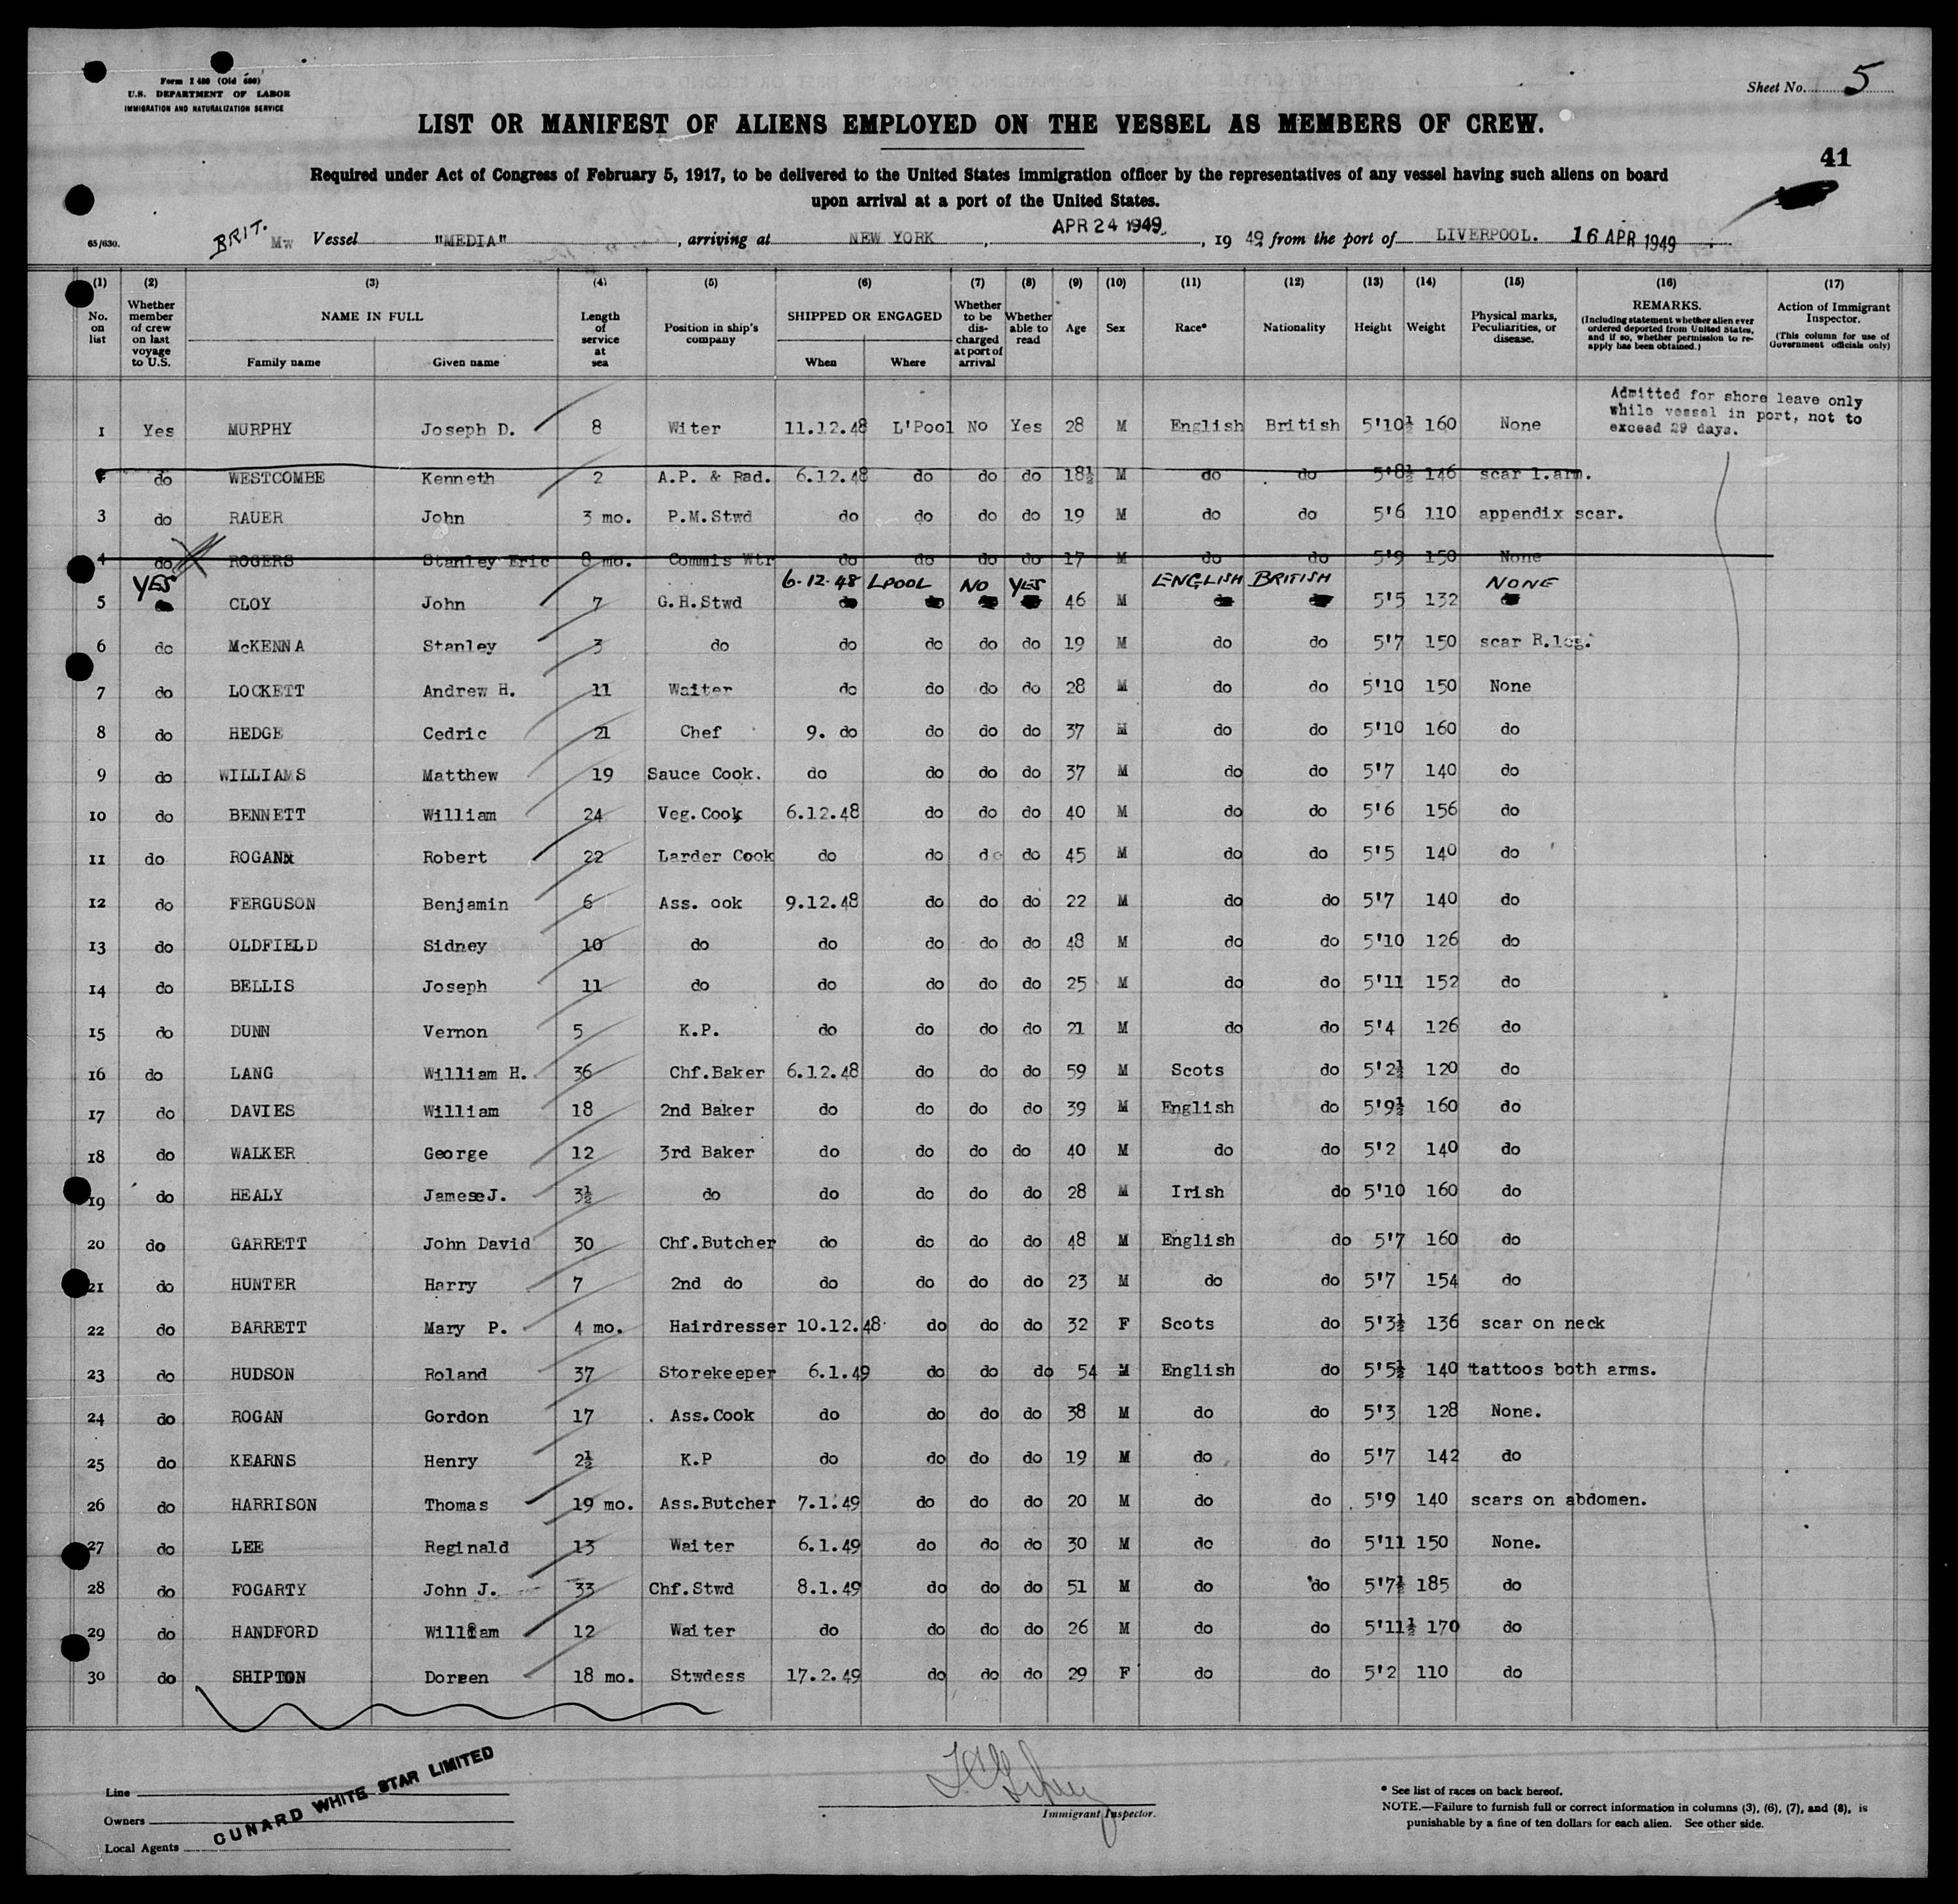 Form I 480 (Old 680)
U.S. DEPARTMENT OF LABOR
IMMIGRATION AND NATURALIZATION SERVICE
Sheet No. 5
LIST OR MANIFEST OF ALIENS EMPLOYED ON THE VESSEL AS MEMBERS OF CREW.
41
Required under Act of Congress of February 5, 1917, to be delivered to the United States immigration officer by the representatives of any vessel having such aliens on board
upon arrival at a port of the United States.
65/630. BRIT. Mw Vessel "MEDIA", arriving at NEW YORK, APR 24 1949, 19 49 from the port of LIVERPOOL. 16 APR 1949
(1) (2) (3) (4) (5) (6) (7) (8) (9) (10) (11) (12) (13) (14) (15) (16) (17)
No. on list Whether member of crew on last voyage to U.S. NAME IN FULL Family name Given name Length of service at sea Position in ship's company SHIPPED OR ENGAGED When Where Whether to be discharged at port of arrival Whether able to read Age Sex Race* Nationality Height Weight Physical marks, Peculiarities, or disease. REMARKS. (Including statement whether alien ever ordered deported from United States, and if so, whether permission to reapply has been obtained.) Action of Immigrant Inspector. (This column for use of Government officials only)
Admitted for shore leave only
while vessel in port, not to
exceed 29 days.
1 Yes MURPHY Joseph D. 8 Witer 11.12.48 L'Pool No Yes 28 M English British 5'10½ 160 None
do WESTCOMBE Kenneth 2 A.P. & Rad. 6.12.48 do do do 18½ M do do 5'8½ 146 scar l.arm.
3 do RAUER John 3 mo. P.M.Stwd do do do do 19 M do do 5'6 110 appendix scar.
4 do ROGERS Stanley Eric 8 mo. Commis Wtr do do do do 17 M do do 5'9 150 None
YES 6-12-48 LPOOL NO YES ENGLISH BRITISH NONE
5 CLOY John 7 G.H.Stwd 46 M 5'5 132
6 do McKENNA Stanley 3 do do do do do 19 M do do 5'7 150 scar R.leg.
7 do LOCKETT Andrew H. 11 Waiter do do do do 28 M do do 5'10 150 None
8 do HEDGE Cedric 21 Chef 9. do do do do 37 M do do 5'10 160 do
9 do WILLIAMS Matthew 19 Sauce Cook. do do do do 37 M do do 5'7 140 do
10 do BENNETT William 24 Veg.Cook 6.12.48 do do do 40 M do do 5'6 156 do
11 do ROGANx Robert 22 Larder Cook do do do do 45 M do do 5'5 140 do
12 do FERGUSON Benjamin 6 Ass. ook 9.12.48 do do do 22 M do do 5'7 140 do
13 do OLDFIELD Sidney 10 do do do do do 48 M do do 5'10 126 do
14 do BELLIS Joseph 11 do do do do do 25 M do do 5'11 152 do
15 do DUNN Vernon 5 K.P. do do do do 21 M do do 5'4 126 do
16 do LANG William H. 36 Chf.Baker 6.12.48 do do do 59 M Scots do 5'2½ 120 do
17 do DAVIES William 18 2nd Baker do do do do 39 M English do 5'9½ 160 do
18 do WALKER George 12 3rd Baker do do do do 40 M do do 5'2 140 do
19 do HEALY James J. 3½ do do do do do 28 M Irish do 5'10 160 do
20 do GARRETT John David 30 Chf.Butcher do do do do 48 M English do 5'7 160 do
21 do HUNTER Harry 7 2nd do do do do do 23 M do do 5'7 154 do
22 do BARRETT Mary P. 4 mo. Hairdresser 10.12.48 do do do 32 F Scots do 5'3½ 136 scar on neck
23 do HUDSON Roland 37 Storekeeper 6.1.49 do do do 54 M English do 5'5½ 140 tattoos both arms.
24 do ROGAN Gordon 17 Ass.Cook do do do do 38 M do do 5'3 128 None.
25 do KEARNS Henry 2½ K.P do do do do 19 M do do 5'7 142 do
26 do HARRISON Thomas 19 mo. Ass.Butcher 7.1.49 do do do 20 M do do 5'9 140 scars on abdomen.
27 do LEE Reginald 13 Waiter 6.1.49 do do do 30 M do do 5'11 150 None.
28 do FOGARTY John J. 33 Chf.Stwd 8.1.49 do do do 51 M do do 5'7½ 185 do
29 do HANDFORD William 12 Waiter do do do do 26 M do do 5'11½ 170 do
30 do SHIPTON Doreen 18 mo. Stwdess 17.2.49 do do do 29 F do do 5'2 110 do
Line
Owners
Local Agents
CUNARD WHITE STAR LIMITED
Immigrant Inspector.
* See list of races on back hereof.
NOTE.—Failure to furnish full or correct information in columns (3), (6), (7), and (8), is
punishable by a fine of ten dollars for each alien. See other side.